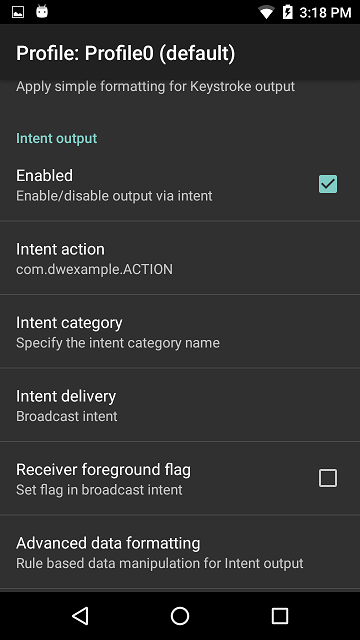 3:18 PM
Profile: Profile0 (default)
Apply simple formatting for Keystroke output
Intent output
Enabled
Enable/disable output via intent
Intent action
com.dwexample.ACTION
Intent category
Specify the intent category name
Intent delivery
Broadcast intent
Receiver foreground flag
Set flag in broadcast intent
Advanced data formatting
Rule based data manipulation for Intent output